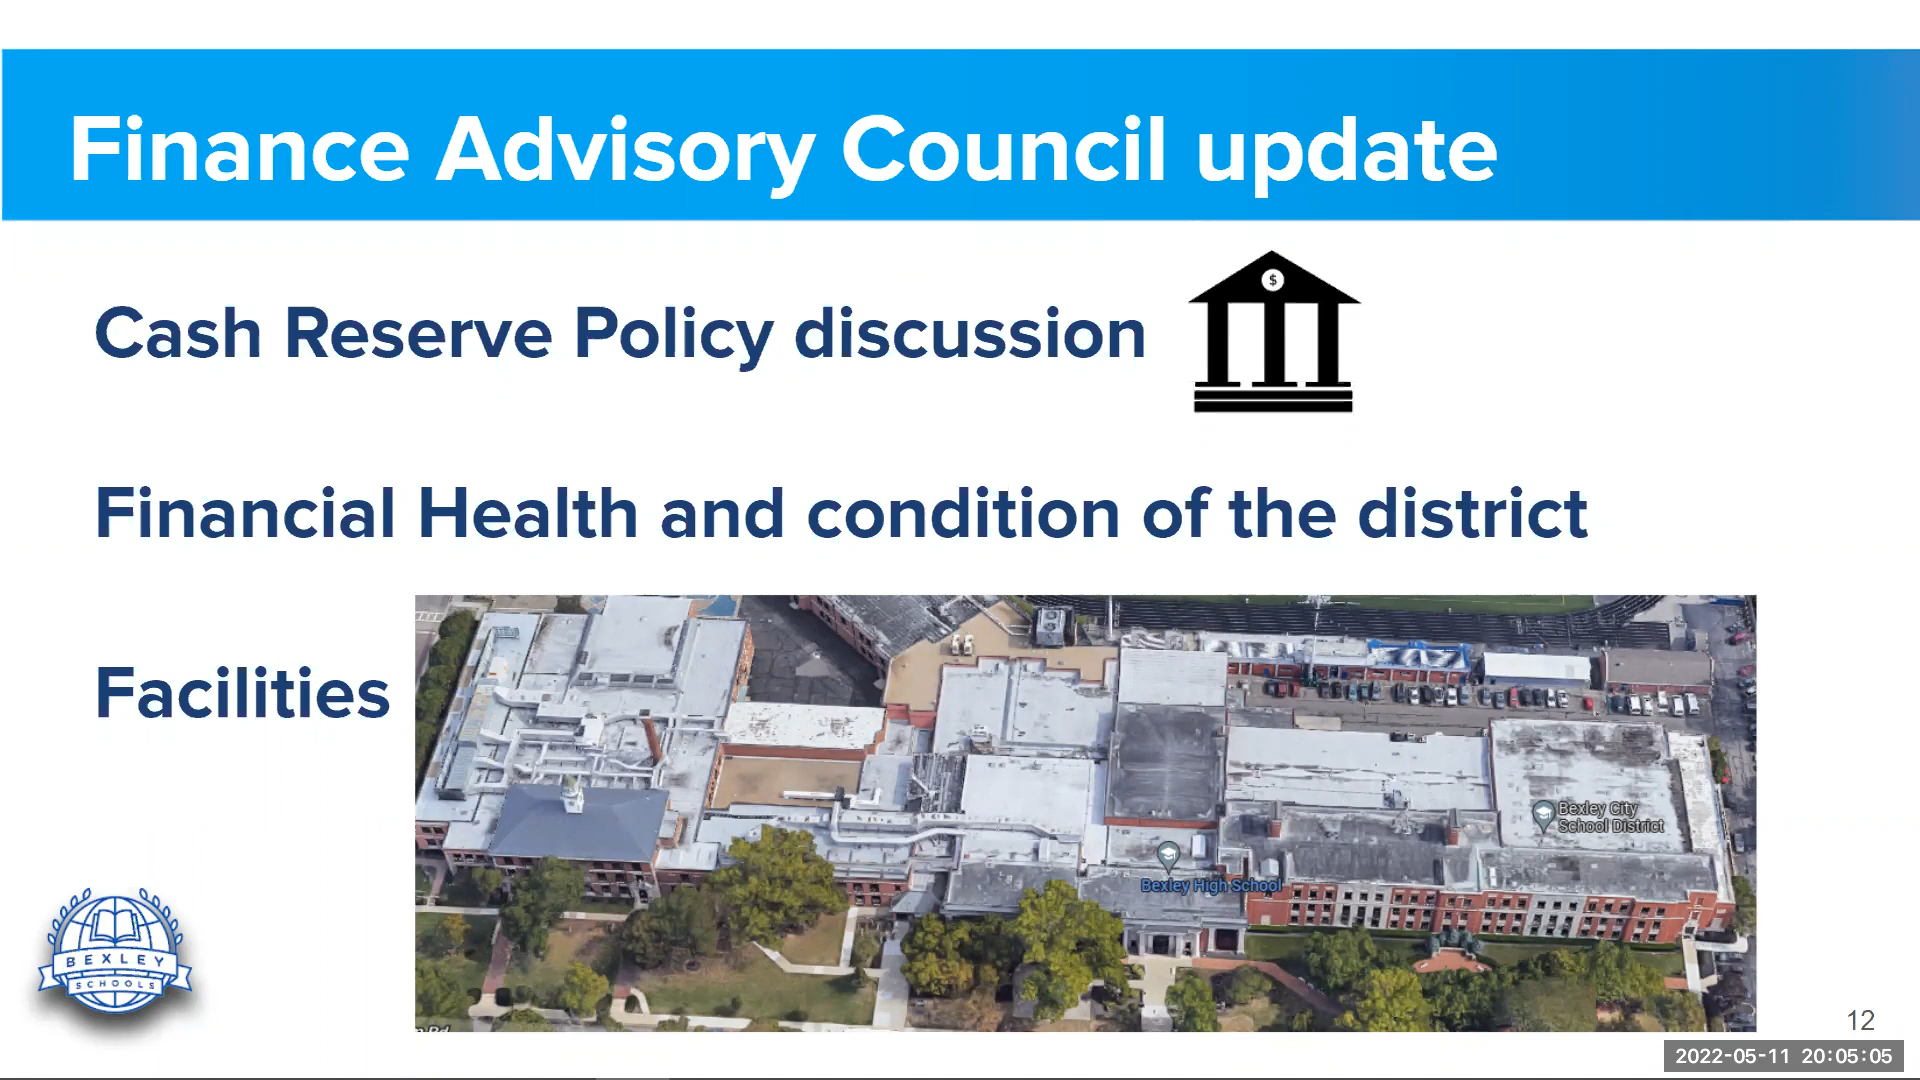 Finance Advisory Council update
$
Cash Reserve Policy discussion
Financial Health and condition of the district
Facilities
Bexley City
School District
Bexley High School
BEXLEY
SCHOOLS
Rd
12
2022-05-11 20:05:05